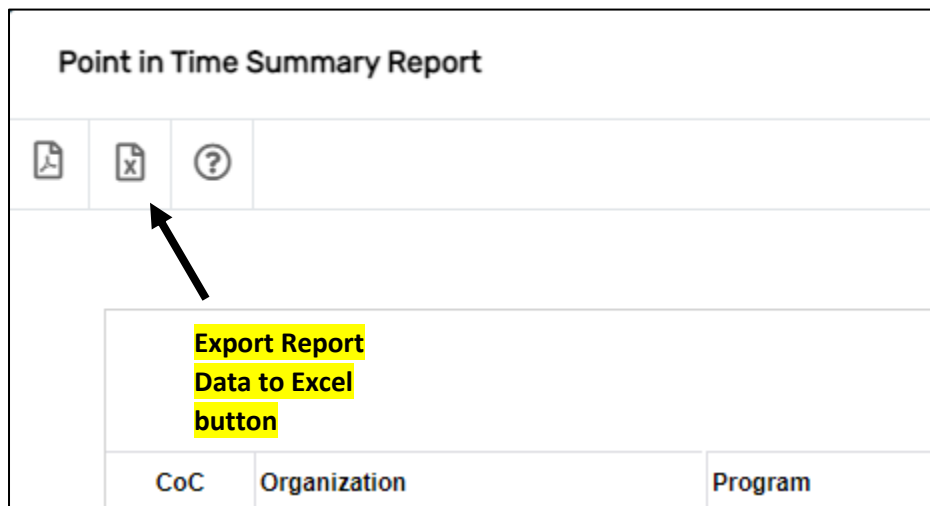 Point in Time Summary Report
Export Report
Data to Excel
button
CoC Organization Program